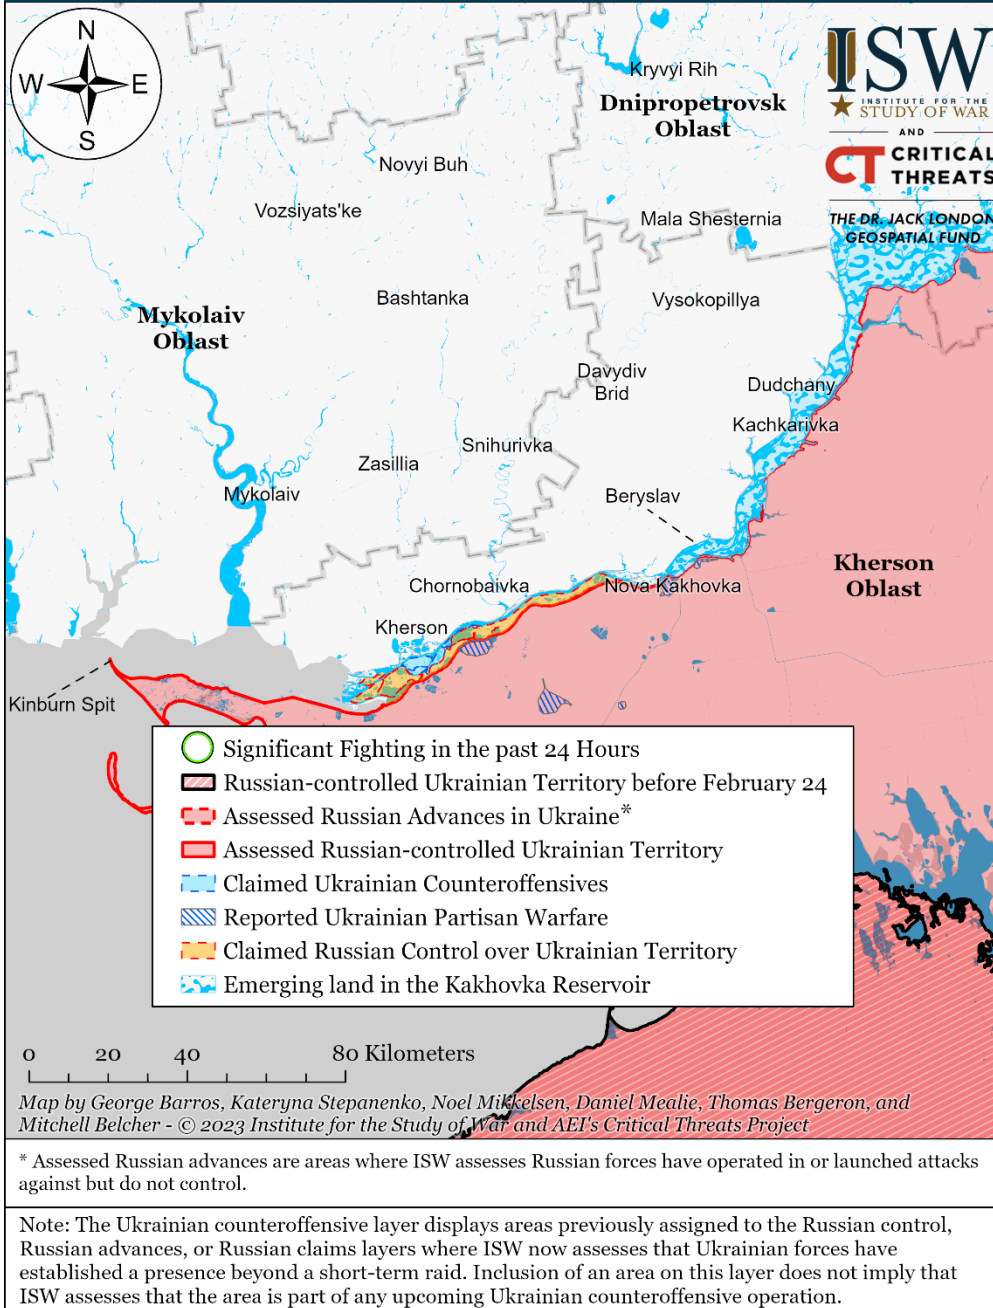 N
W
E
S
Kryvyi Rih
Dnipropetrovsk
Oblast
ISW
INSTITUTE FOR THE
STUDY OF WAR
AND
CT CRITICAL
THREATS
THE DR. JACK LONDON
GEOSPATIAL FUND
Novyi Buh
Vozsiyats'ke
Mala Shesternia
Bashtanka
Vysokopillya
Mykolaiv
Oblast
Davydiv
Brid
Dudchany
Kachkarivka
Snihurivka
Zasillia
Mykolaiv
Beryslav
Kherson
Oblast
Chornobaivka
Nova Kakhovka
Kherson
Kinburn Spit
Significant Fighting in the past 24 Hours
Russian-controlled Ukrainian Territory before February 24
Assessed Russian Advances in Ukraine*
Assessed Russian-controlled Ukrainian Territory
Claimed Ukrainian Counteroffensives
Reported Ukrainian Partisan Warfare
Claimed Russian Control over Ukrainian Territory
Emerging land in the Kakhovka Reservoir
0 20 40 80 Kilometers
Map by George Barros, Kateryna Stepanenko, Noel Mikkelsen, Daniel Mealie, Thomas Bergeron, and
Mitchell Belcher - © 2023 Institute for the Study of War and AEI's Critical Threats Project
* Assessed Russian advances are areas where ISW assesses Russian forces have operated in or launched attacks
against but do not control.
Note: The Ukrainian counteroffensive layer displays areas previously assigned to the Russian control,
Russian advances, or Russian claims layers where ISW now assesses that Ukrainian forces have
established a presence beyond a short-term raid. Inclusion of an area on this layer does not imply that
ISW assesses that the area is part of any upcoming Ukrainian counteroffensive operation.